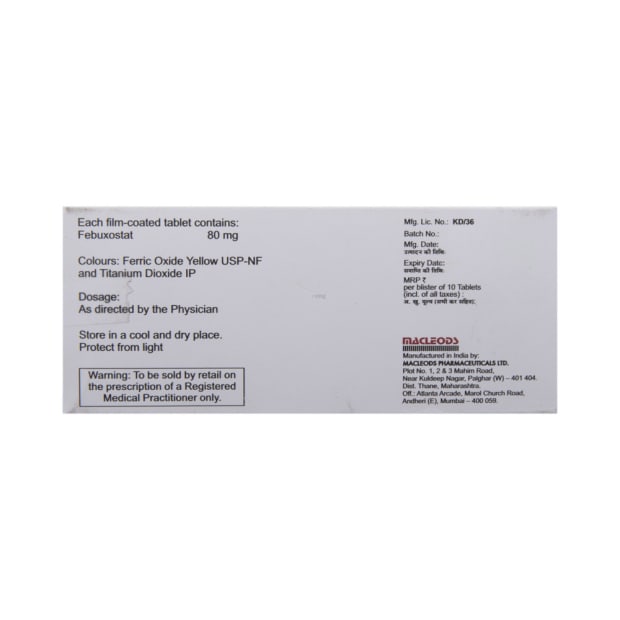 Each film-coated tablet contains:
Febuxostat 80 mg
Colours: Ferric Oxide Yellow USP-NF
and Titanium Dioxide IP
Dosage:
As directed by the Physician
Store in a cool and dry place.
Protect from light
Warning: To be sold by retail on
the prescription of a Registered
Medical Practitioner only.
Mfg. Lic. No.: KD/36
Batch No.:
Mfg. Date:
उत्पादन की तिथि:
Expiry Date:
समाप्ति की तिथि:
MRP ₹
per blister of 10 Tablets
(incl. of all taxes) :
अ. खु. मूल्य (सभी कर सहित):
MACLEODS
Manufactured in India by:
MACLEODS PHARMACEUTICALS LTD.
Plot No. 1, 2 & 3 Mahim Road,
Near Kuldeep Nagar, Palghar (W) – 401 404.
Dist. Thane, Maharashtra.
Off.: Atlanta Arcade, Marol Church Road,
Andheri (E), Mumbai – 400 059.